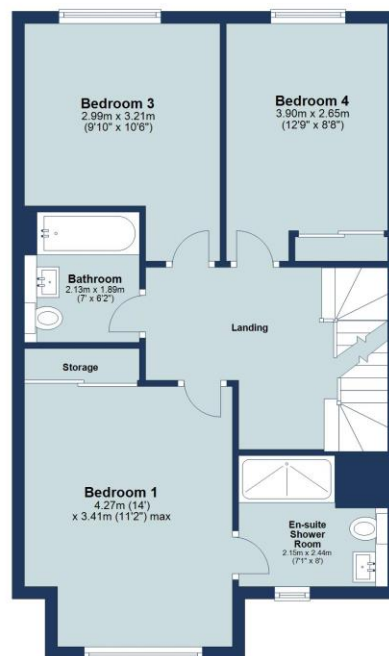 Bedroom 3
2.99m x 3.21m
(9'10" x 10'6")
Bedroom 4
3.90m x 2.65m
(12'9" x 8'8")
Bathroom
2.13m x 1.89m
(7' x 6'2")
Landing
Storage
Bedroom 1
4.27m (14')
x 3.41m (11'2") max
En-suite
Shower
Room
2.15m x 2.44m
(7'1" x 8')